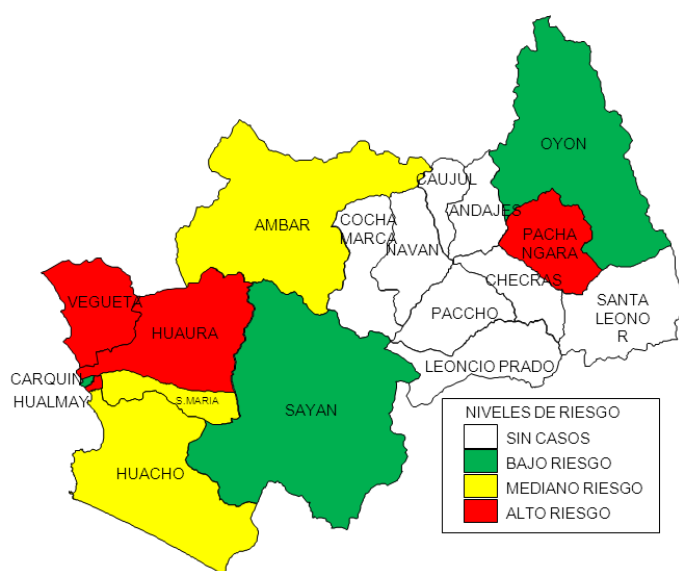 OYON
CAUJUL
ANDAJES
AMBAR
COCHA
MARCA
NAVAN
PACHA
NGARA
CHECRAS
VEGUETA
HUAURA
PACCHO
SANTA
LEONO
R
LEONCIO PRADO
CARQUIN
HUALMAY
S.MARIA
SAYAN
HUACHO
NIVELES DE RIESGO
SIN CASOS
BAJO RIESGO
MEDIANO RIESGO
ALTO RIESGO